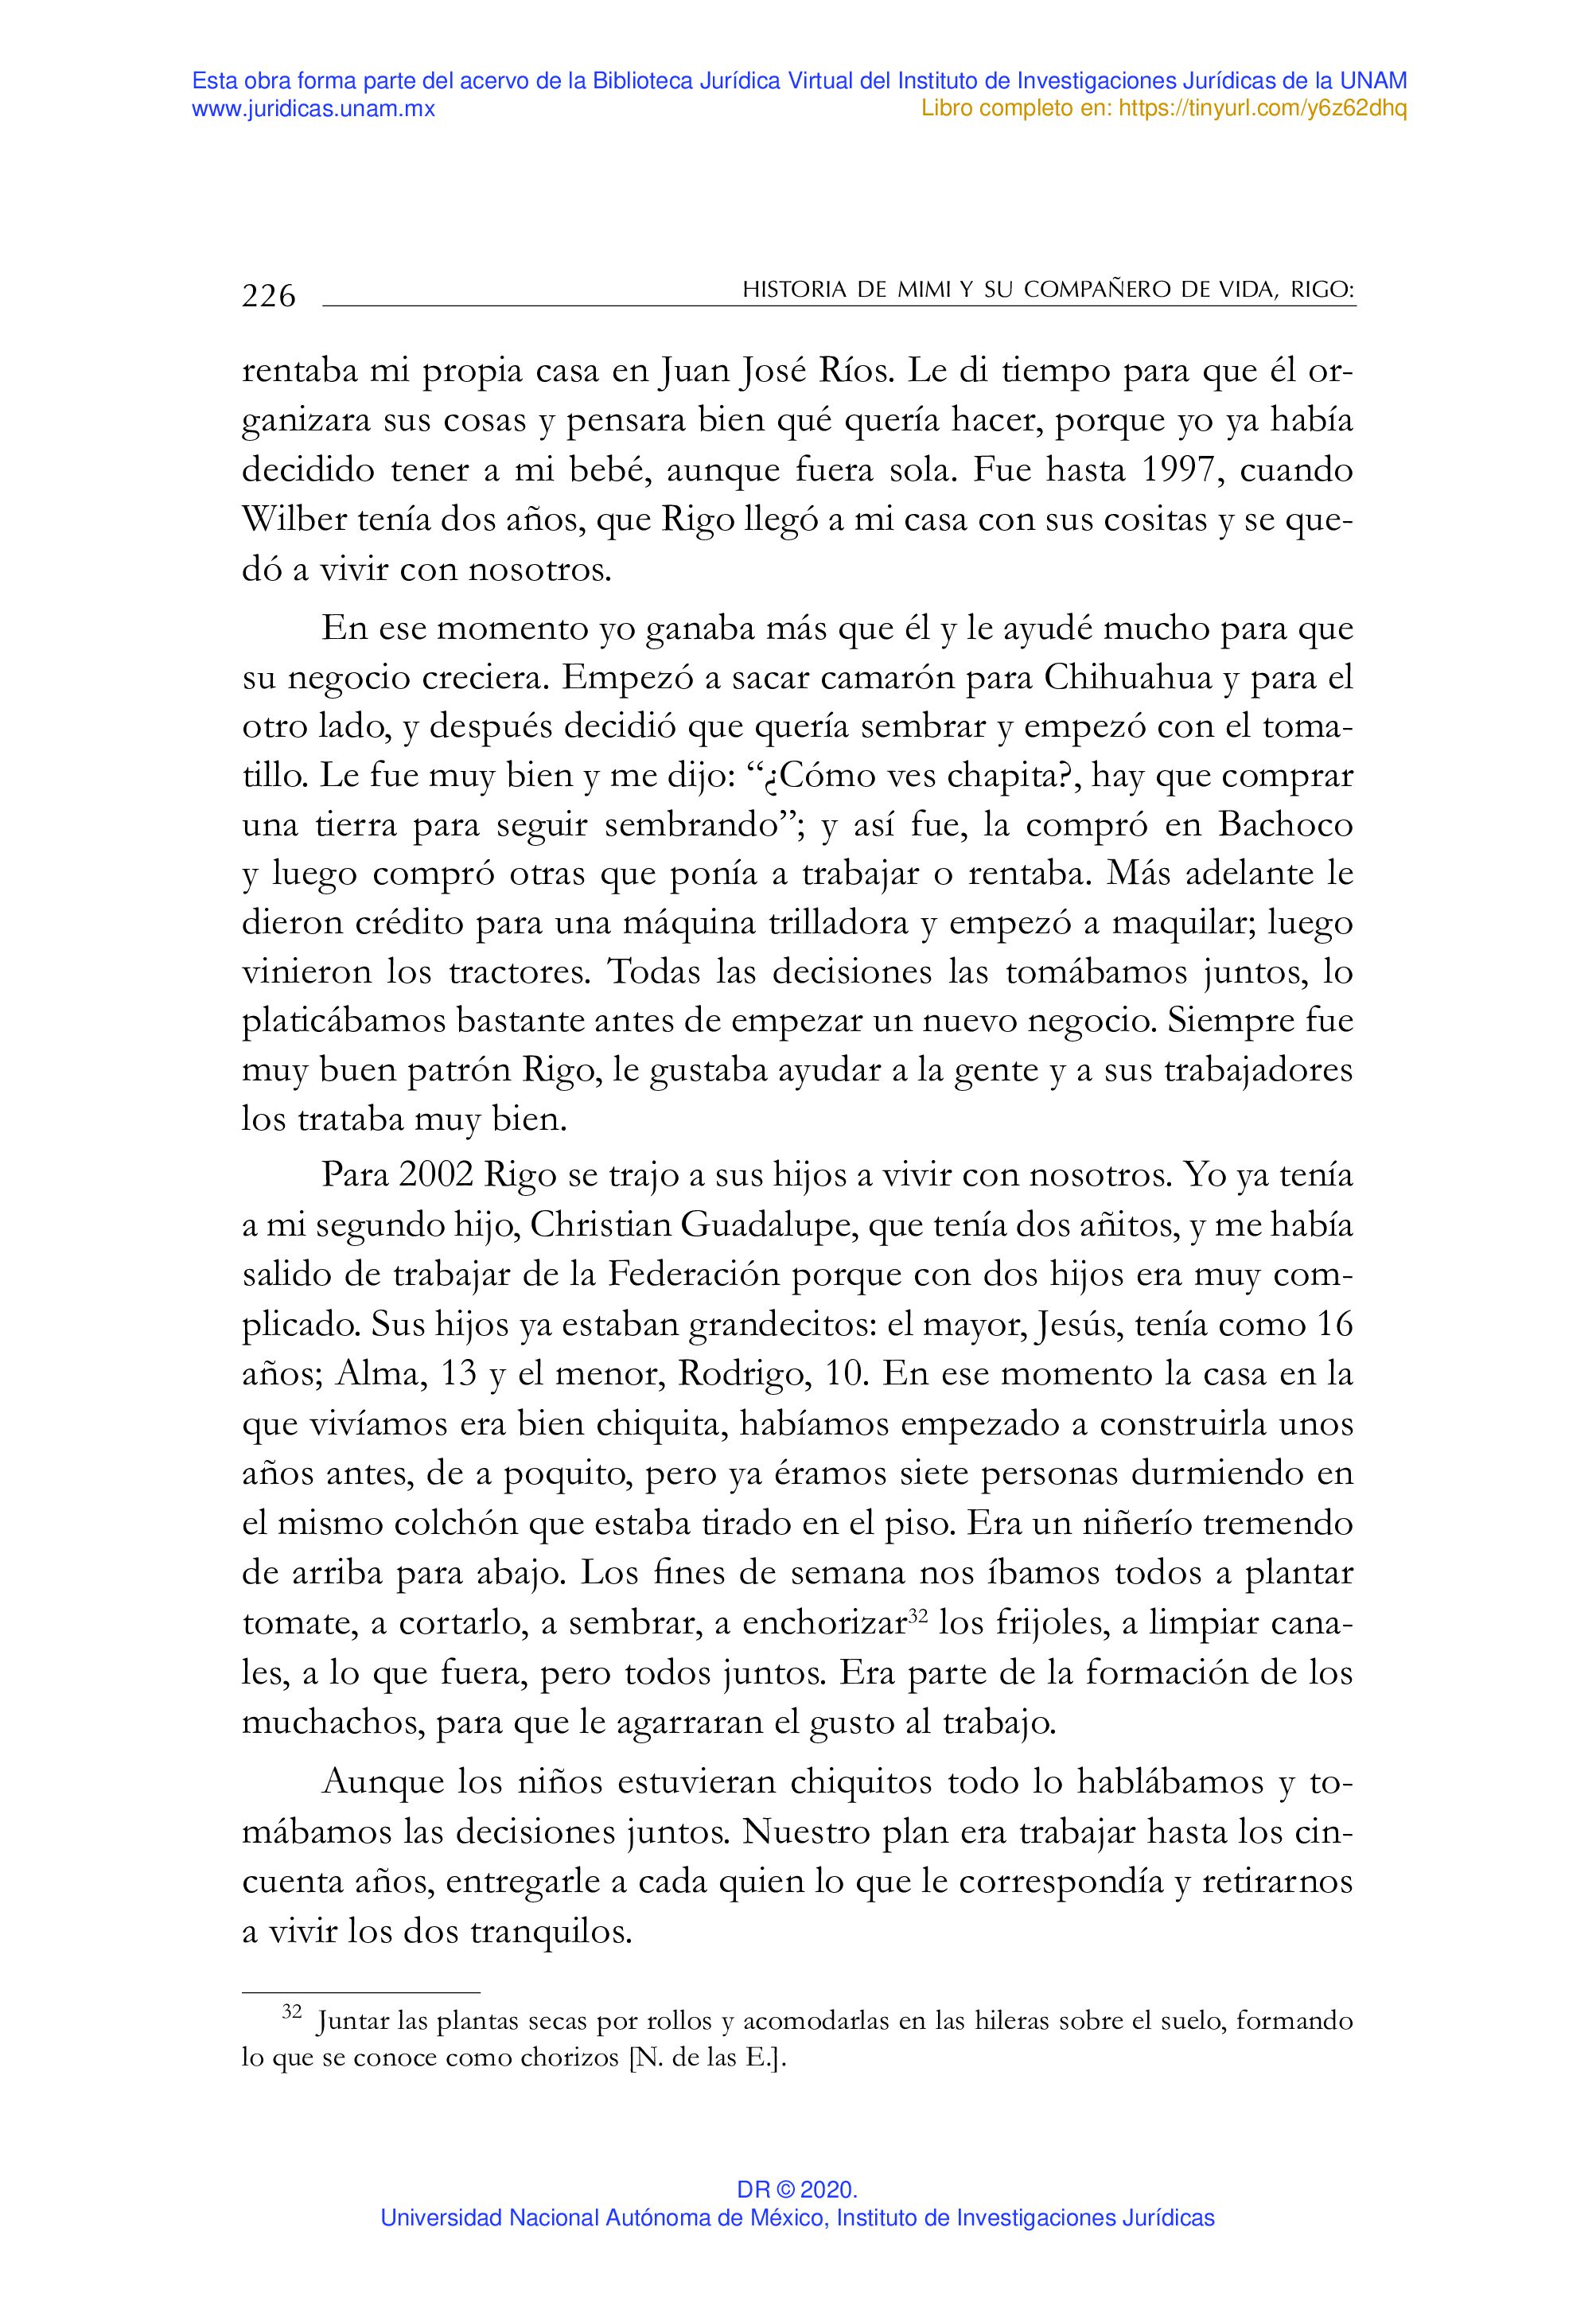 Esta obra forma parte del acervo de la Biblioteca Jurídica Virtual del Instituto de Investigaciones Jurídicas de la UNAM
www.juridicas.unam.mx
Libro completo en: https://tinyurl.com/y6z62dhq
226
HISTORIA DE MIMI Y SU COMPAÑERO DE VIDA, RIGO:
rentaba mi propia casa en Juan José Ríos. Le di tiempo para que él or-
ganizara sus cosas y pensara bien qué quería hacer, porque yo ya había
decidido tener a mi bebé, aunque fuera sola. Fue hasta 1997, cuando
Wilber tenía dos años, que Rigo llegó a mi casa con sus cositas y se que-
dó a vivir con nosotros.
En ese momento yo ganaba más que él y le ayudé mucho para que
su negocio creciera. Empezó a sacar camarón para Chihuahua y para el
otro lado, y después decidió que quería sembrar y empezó con el toma-
tillo. Le fue muy bien y me dijo: “¿Cómo ves chapita?, hay que comprar
una tierra para seguir sembrando”; y así fue, la compró en Bachoco
y luego compró otras que ponía a trabajar o rentaba. Más adelante le
dieron crédito para una máquina trilladora y empezó a maquilar; luego
vinieron los tractores. Todas las decisiones las tomábamos juntos, lo
platicábamos bastante antes de empezar un nuevo negocio. Siempre fue
muy buen patrón Rigo, le gustaba ayudar a la gente y a sus trabajadores
los trataba muy bien.
Para 2002 Rigo se trajo a sus hijos a vivir con nosotros. Yo ya tenía
a mi segundo hijo, Christian Guadalupe, que tenía dos añitos, y me había
salido de trabajar de la Federación porque con dos hijos era muy com-
plicado. Sus hijos ya estaban grandecitos: el mayor, Jesús, tenía como 16
años; Alma, 13 y el menor, Rodrigo, 10. En ese momento la casa en la
que vivíamos era bien chiquita, habíamos empezado a construirla unos
años antes, de a poquito, pero ya éramos siete personas durmiendo en
el mismo colchón que estaba tirado en el piso. Era un niñerío tremendo
de arriba para abajo. Los fines de semana nos íbamos todos a plantar
tomate, a cortarlo, a sembrar, a enchorizar32 los frijoles, a limpiar cana-
les, a lo que fuera, pero todos juntos. Era parte de la formación de los
muchachos, para que le agarraran el gusto al trabajo.
Aunque los niños estuvieran chiquitos todo lo hablábamos y to-
mábamos las decisiones juntos. Nuestro plan era trabajar hasta los cin-
cuenta años, entregarle a cada quien lo que le correspondía y retirarnos
a vivir los dos tranquilos.
32 Juntar las plantas secas por rollos y acomodarlas en las hileras sobre el suelo, formando
lo que se conoce como chorizos [N. de las E.].
DR © 2020.
Universidad Nacional Autónoma de México, Instituto de Investigaciones Jurídicas